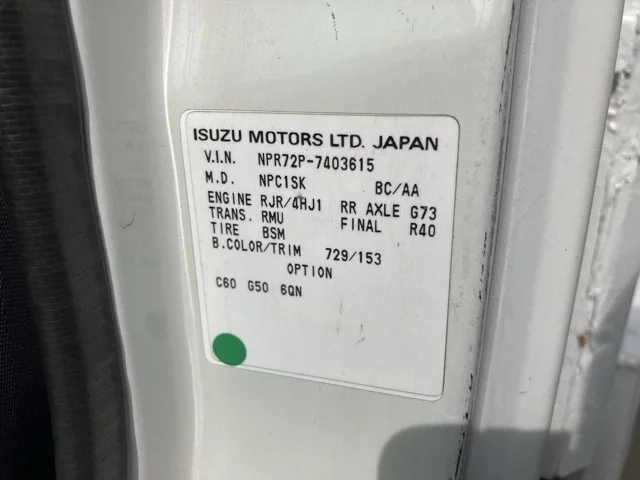 ISUZU MOTORS LTD. JAPAN
V.I.N. NPR72P-7403615
M.D. NPC1SK BC/AA
ENGINE RJR/4HJ1 RR AXLE G73
TRANS. RMU FINAL R40
TIRE BSM
B.COLOR/TRIM 729/153
OPTION
C60 G50 6QN